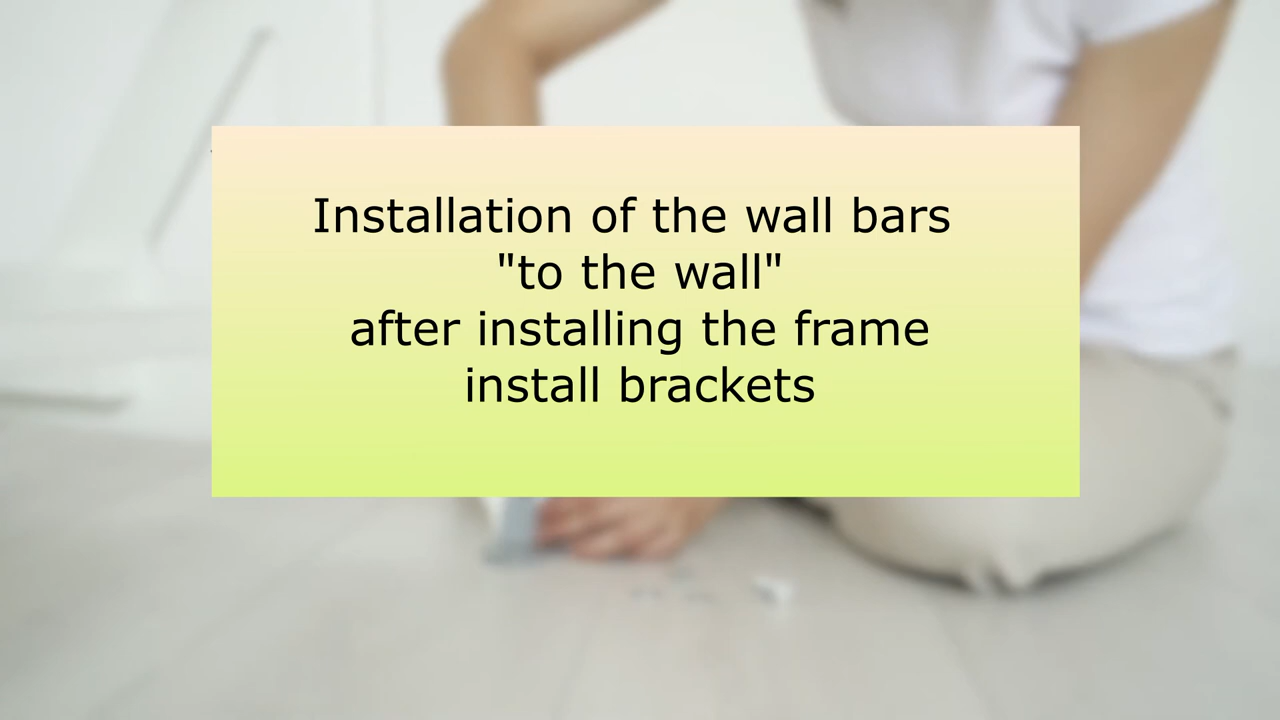 Installation of the wall bars
"to the wall"
after installing the frame
install brackets